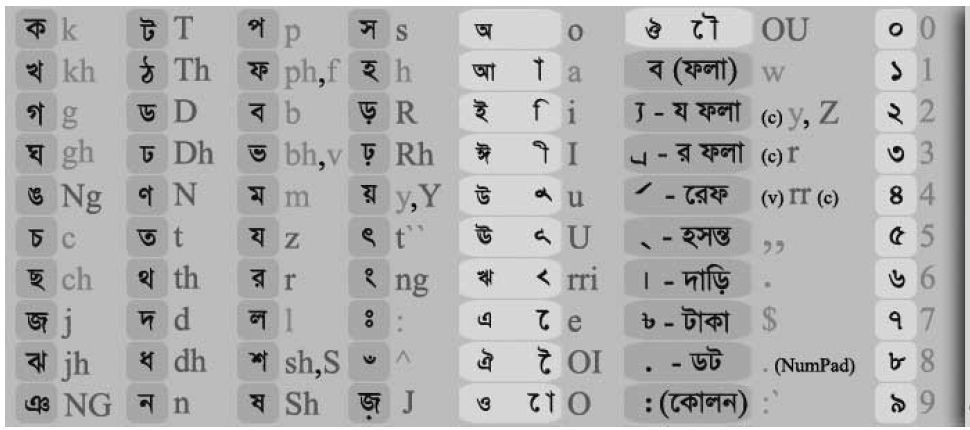 ক k ট T প p স s অ o ঔ ৌ OU ০ 0
খ kh ঠ Th ফ ph,f হ h আ া a ব (ফলা) w ১ 1
গ g ড D ব b ড় R ই ি i ্য - য ফলা (c) y, Z ২ 2
ঘ gh ঢ Dh ভ bh,v ঢ় Rh ঈ ী I ্র - র ফলা (c) r ৩ 3
ঙ Ng ণ N ম m য় y,Y উ ু u র্ - রেফ (v) rr (c) ৪ 4
চ c ত t য z ৎ t`` ঊ ূ U ্ - হসন্ত ,, ৫ 5
ছ ch থ th র r ং ng ঋ ৃ rri । - দাড়ি . ৬ 6
জ j দ d ল l ঃ : এ ে e ৳ - টাকা $ ৭ 7
ঝ jh ধ dh শ sh,S ঁ ^ ঐ ৈ OI . - ডট . (NumPad) ৮ 8
ঞ NG ন n ষ Sh জ় J ও ো O : (কোলন) :` ৯ 9